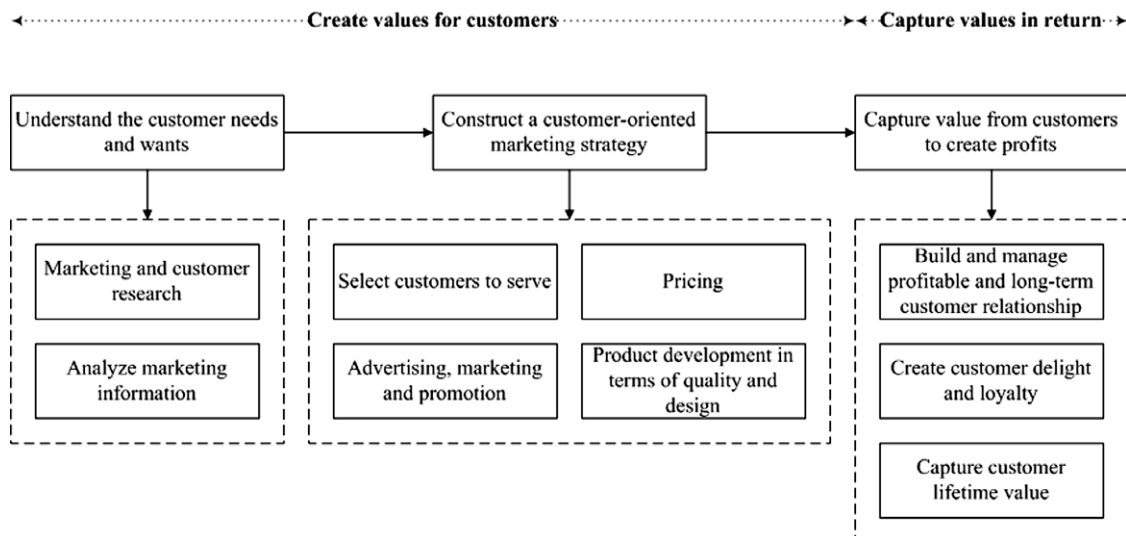 Create values for customers
Capture values in return
Understand the customer needs
and wants
Construct a customer-oriented
marketing strategy
Capture value from customers
to create profits
Marketing and customer
research
Analyze marketing
information
Select customers to serve
Pricing
Advertising, marketing
and promotion
Product development in
terms of quality and
design
Build and manage
profitable and long-term
customer relationship
Create customer delight
and loyalty
Capture customer
lifetime value